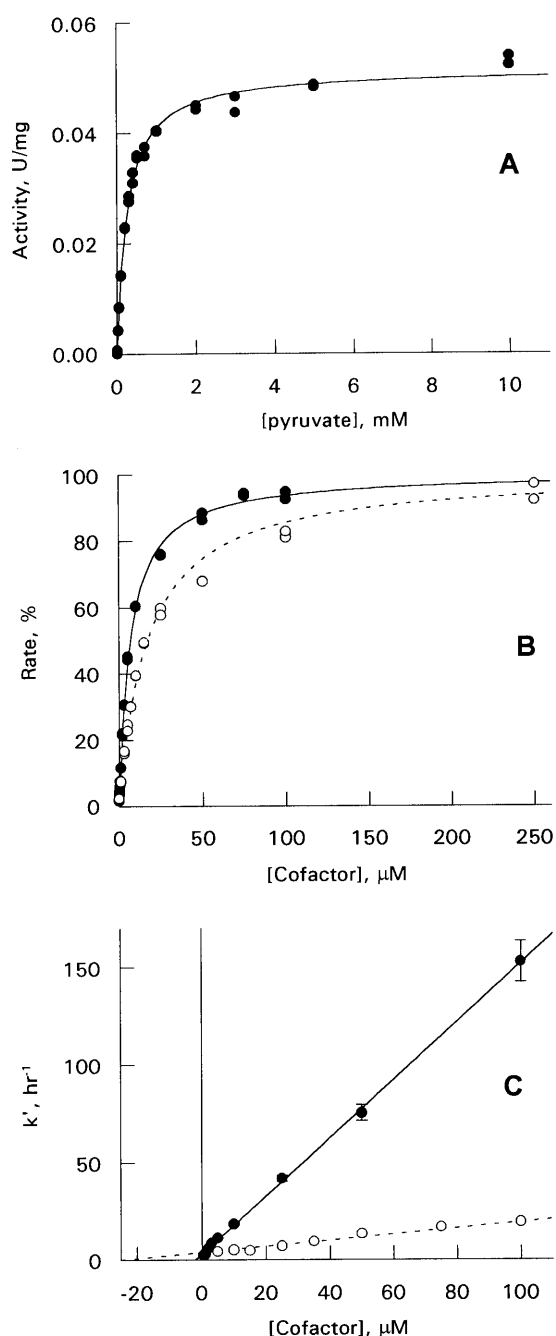 0.06
0.04
0.02
0.00
Activity, U/mg
A
0 2 4 6 8 10
[pyruvate], mM
100
80
60
40
20
0
Rate, %
B
0 50 100 150 200 250
[Cofactor], μM
150
100
50
0
k', hr⁻¹
C
-20 0 20 40 60 80 100
[Cofactor], μM